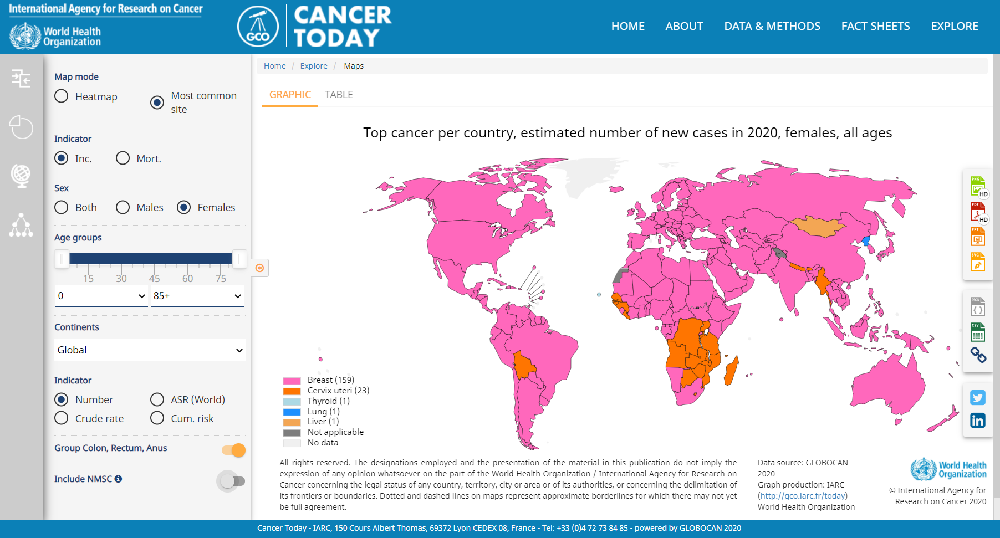 International Agency for Research on Cancer
World Health
Organization
GCO
CANCER
TODAY
HOME
ABOUT
DATA & METHODS
FACT SHEETS
EXPLORE
Map mode
Heatmap
Most common
site
Indicator
Inc.
Mort.
Sex
Both
Males
Females
Age groups
15 30 45 60 75
0
85+
Continents
Global
Indicator
Number
ASR (World)
Crude rate
Cum. risk
Group Colon, Rectum, Anus
Include NMSC
Home / Explore / Maps
GRAPHIC
TABLE
Top cancer per country, estimated number of new cases in 2020, females, all ages
Breast (159)
Cervix uteri (23)
Thyroid (1)
Lung (1)
Liver (1)
Not applicable
No data
PNG
HD
PDF
HD
PPT
SVG
JSON
{ }
CSV
in
All rights reserved. The designations employed and the presentation of the material in this publication do not imply the
expression of any opinion whatsoever on the part of the World Health Organization / International Agency for Research on
Cancer concerning the legal status of any country, territory, city or area or of its authorities, or concerning the delimitation of
its frontiers or boundaries. Dotted and dashed lines on maps represent approximate borderlines for which there may not yet
be full agreement.
Data source: GLOBOCAN
2020
Graph production: IARC
(http://gco.iarc.fr/today)
World Health Organization
World Health
Organization
© International Agency for
Research on Cancer 2020
Cancer Today - IARC, 150 Cours Albert Thomas, 69372 Lyon CEDEX 08, France - Tel: +33 (0)4 72 73 84 85 - powered by GLOBOCAN 2020